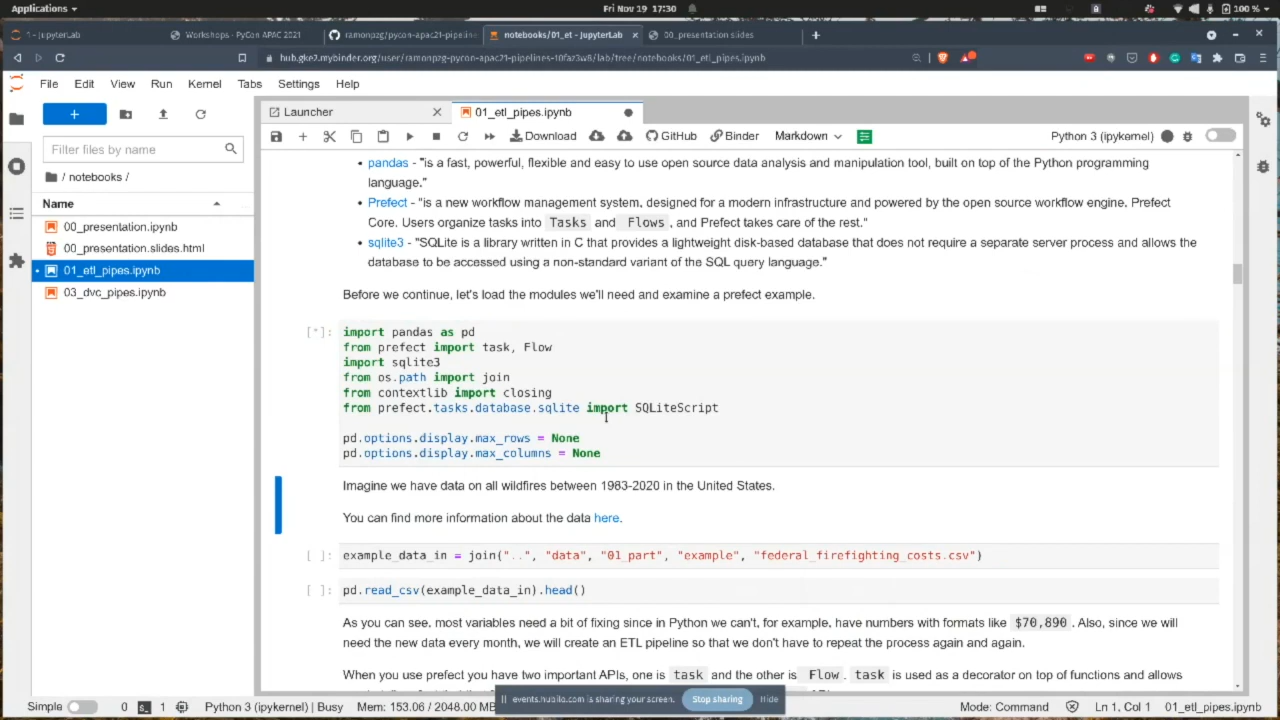 Applications
Fri Nov 19 17:30
100 %
1 - JupyterLab
Workshops - PyCon APAC 2021
ramonpzg/pycon-apac21-pipeline
notebooks/01_et - JupyterLab
00_presentation slides
hub.gke2.mybinder.org/user/ramonpzg-pycon-apac21-pipelines-10faz3w8/lab/tree/notebooks/01_etl_pipes.ipynb
File Edit View Run Kernel Tabs Settings Help
Launcher
01_etl_pipes.ipynb
Download
GitHub
Binder
Markdown
Python 3 (ipykernel)
Filter files by name
/ notebooks /
Name
00_presentation.ipynb
00_presentation.slides.html
01_etl_pipes.ipynb
03_dvc_pipes.ipynb
• pandas - "is a fast, powerful, flexible and easy to use open source data analysis and manipulation tool, built on top of the Python programming
language."
• Prefect - "is a new workflow management system, designed for a modern infrastructure and powered by the open source workflow engine, Prefect
Core. Users organize tasks into Tasks and Flows, and Prefect takes care of the rest."
• sqlite3 - "SQLite is a library written in C that provides a lightweight disk-based database that does not require a separate server process and allows the
database to be accessed using a non-standard variant of the SQL query language."
Before we continue, let's load the modules we'll need and examine a prefect example.
[*]:
import pandas as pd
from prefect import task, Flow
import sqlite3
from os.path import join
from contextlib import closing
from prefect.tasks.database.sqlite import SQLiteScript
pd.options.display.max_rows = None
pd.options.display.max_columns = None
Imagine we have data on all wildfires between 1983-2020 in the United States.
You can find more information about the data here.
[ ]: example_data_in = join("..", "data", "01_part", "example", "federal_firefighting_costs.csv")
[ ]: pd.read_csv(example_data_in).head()
As you can see, most variables need a bit of fixing since in Python we can't, for example, have numbers with formats like $70,890. Also, since we will
need the new data every month, we will create an ETL pipeline so that we don't have to repeat the process again and again.
When you use prefect you have two important APIs, one is task and the other is Flow. task is used as a decorator on top of functions and allows
events.hubilo.com is sharing your screen. Stop sharing Hide
Simple 0 1 Python 3 (ipykernel) | Busy Mem: 153.06 / 2048.00 MB
Mode: Command Ln 1, Col 1 01_etl_pipes.ipynb